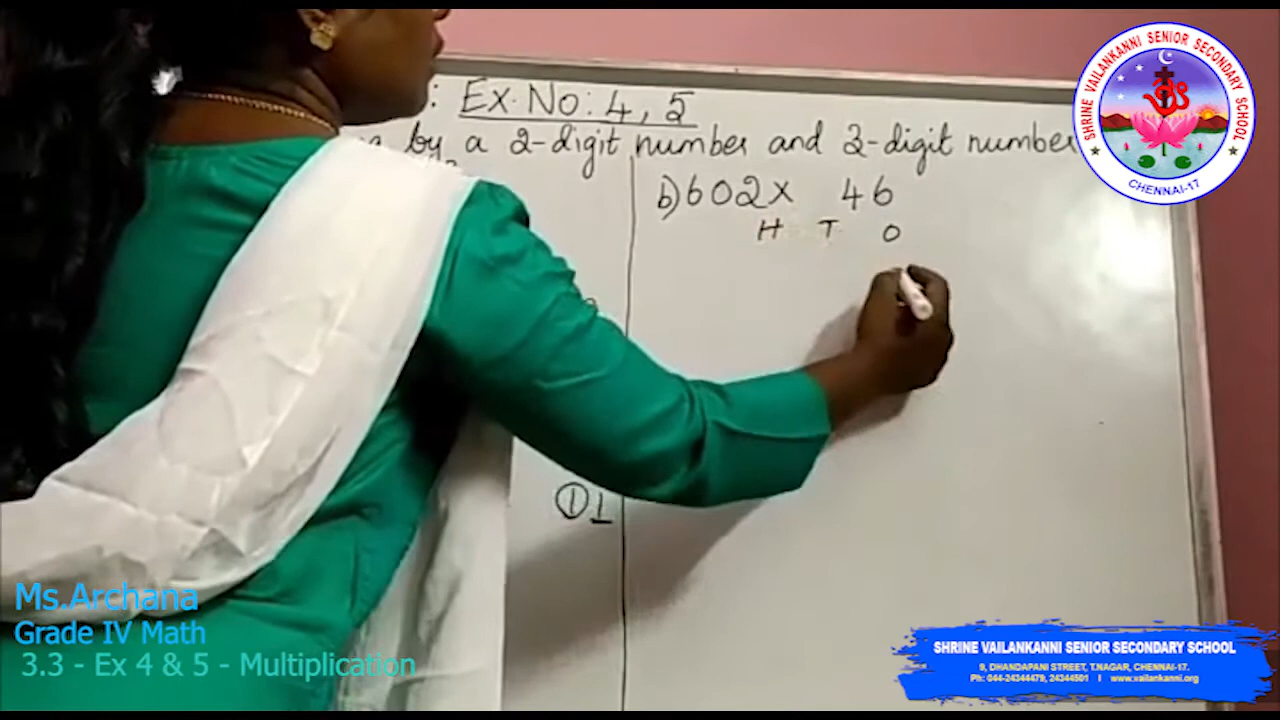 : Ex. No: 4, 5
by a 2-digit number and 3-digit number
b) 602 x 46
H T O
① 1
SHRINE VAILANKANNI SENIOR SECONDARY SCHOOL
CHENNAI-17
Ms.Archana
Grade IV Math
3.3 - Ex 4 & 5 - Multiplication
SHRINE VAILANKANNI SENIOR SECONDARY SCHOOL
9, DHANDAPANI STREET, T.NAGAR, CHENNAI-17.
Ph: 044-24344479, 24344501 I www.vailankanni.org